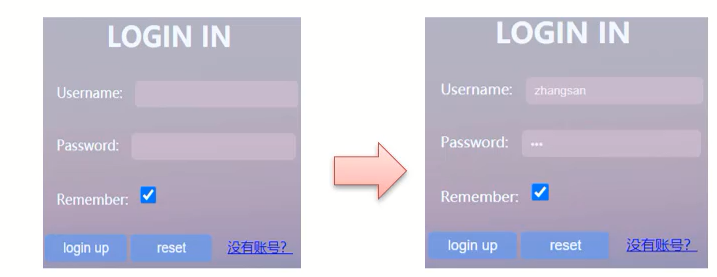 LOGIN IN
Username:
Password:
Remember:
login up reset 没有账号？
LOGIN IN
Username: zhangsan
Password: •••
Remember:
login up reset 没有账号？